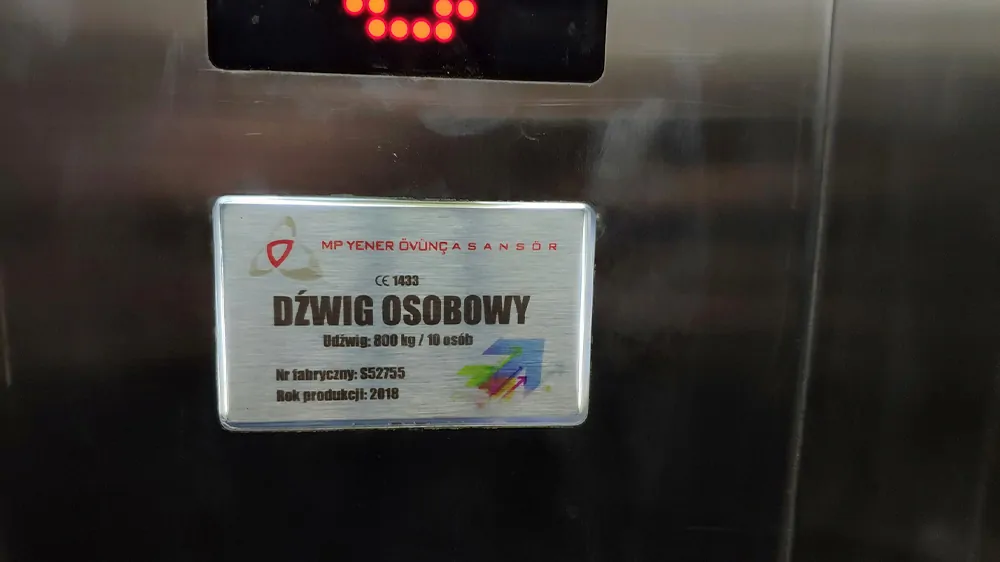 MP YENER ÖVÜNÇ ASANSÖR
CE 1433
DŹWIG OSOBOWY
Udźwig: 800 kg / 10 osób
Nr fabryczny: S52755
Rok produkcji: 2018